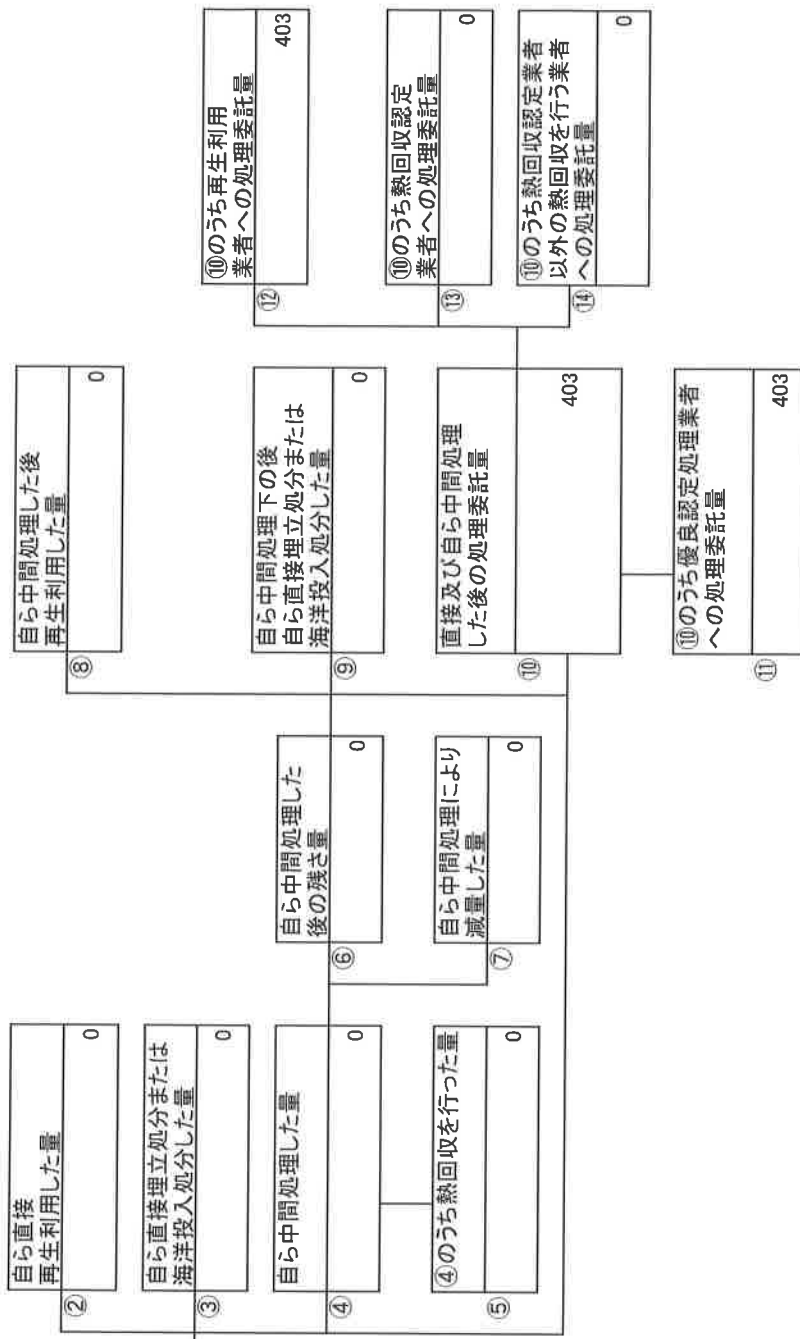 ②
自ら直接
再生利用した量
0
③
自ら直接埋立処分または
海洋投入処分した量
0
④
自ら中間処理した量
0
⑤
④のうち熱回収を行った量
0
⑥
自ら中間処理した
後の残さ量
0
⑦
自ら中間処理により
減量した量
0
⑧
自ら中間処理した後
再生利用した量
0
⑨
自ら中間処理下の後
自ら直接埋立処分または
海洋投入処分した量
0
⑩
直接及び自ら中間処理
した後の処理委託量
403
⑪
⑩のうち優良認定処理業者
への処理委託量
403
⑫
⑩のうち再生利用
業者への処理委託量
403
⑬
⑩のうち熱回収認定
業者への処理委託量
0
⑭
⑩のうち熱回収認定業者
以外の熱回収を行う業者
への処理委託量
0